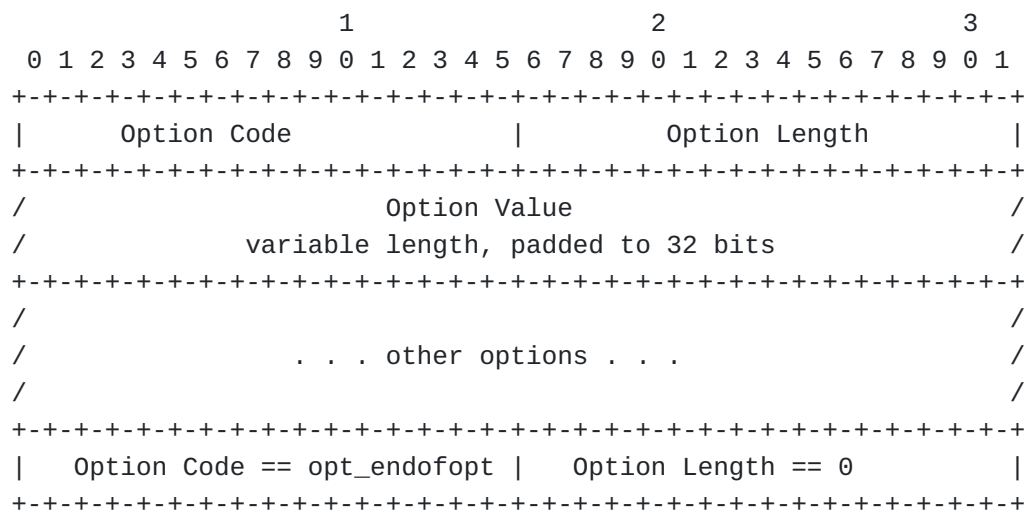 1                   2                   3
 0 1 2 3 4 5 6 7 8 9 0 1 2 3 4 5 6 7 8 9 0 1 2 3 4 5 6 7 8 9 0 1
+-+-+-+-+-+-+-+-+-+-+-+-+-+-+-+-+-+-+-+-+-+-+-+-+-+-+-+-+-+-+-+-+
|      Option Code              |         Option Length         |
+-+-+-+-+-+-+-+-+-+-+-+-+-+-+-+-+-+-+-+-+-+-+-+-+-+-+-+-+-+-+-+-+
/                       Option Value                            /
/              variable length, padded to 32 bits               /
+-+-+-+-+-+-+-+-+-+-+-+-+-+-+-+-+-+-+-+-+-+-+-+-+-+-+-+-+-+-+-+-+
/                                                               /
/                 . . . other options . . .                     /
/                                                               /
+-+-+-+-+-+-+-+-+-+-+-+-+-+-+-+-+-+-+-+-+-+-+-+-+-+-+-+-+-+-+-+-+
|   Option Code == opt_endofopt |   Option Length == 0          |
+-+-+-+-+-+-+-+-+-+-+-+-+-+-+-+-+-+-+-+-+-+-+-+-+-+-+-+-+-+-+-+-+